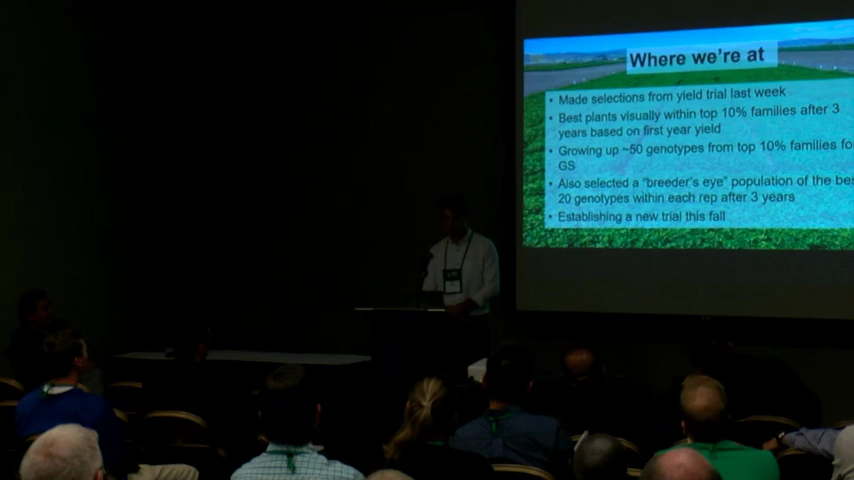 Where we're at
• Made selections from yield trial last week
• Best plants visually within top 10% families after 3
years based on first year yield
• Growing up ~50 genotypes from top 10% families fo
GS
• Also selected a "breeder's eye" population of the bes
20 genotypes within each rep after 3 years
• Establishing a new trial this fall